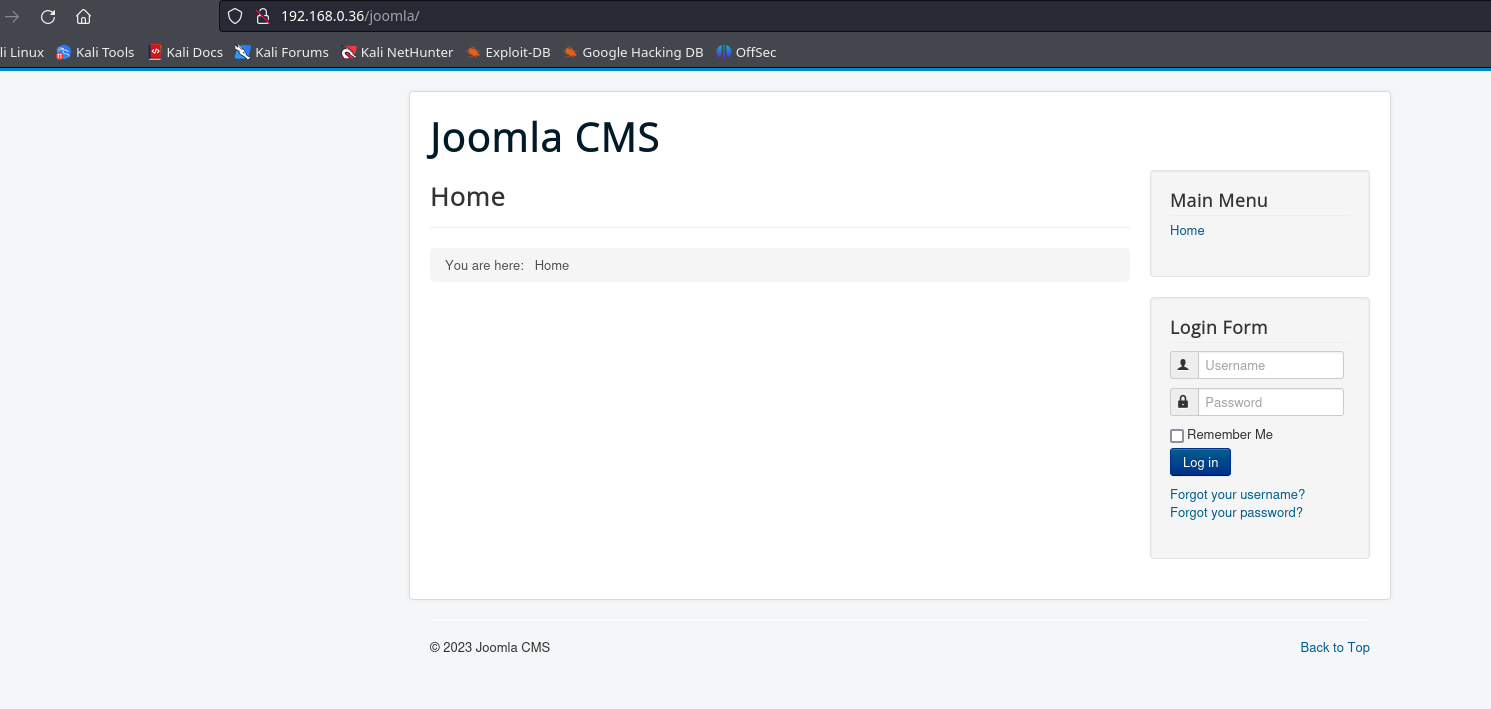 192.168.0.36/joomla/
li Linux Kali Tools Kali Docs Kali Forums Kali NetHunter Exploit-DB Google Hacking DB OffSec
Joomla CMS
Home
You are here: Home
Main Menu
Home
Login Form
Username
Password
Remember Me
Log in
Forgot your username?
Forgot your password?
© 2023 Joomla CMS
Back to Top